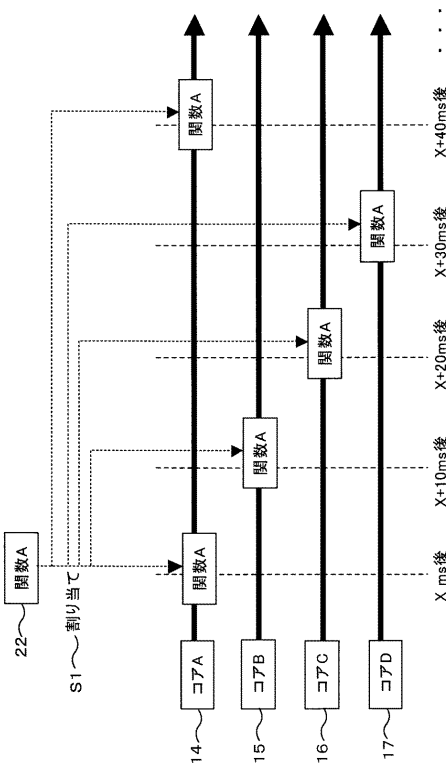 22
関数A
S1
割り当て
14
コアA
関数A
関数A
15
コアB
関数A
16
コアC
関数A
17
コアD
関数A
X ms後
X+10ms後
X+20ms後
X+30ms後
X+40ms後
・・・